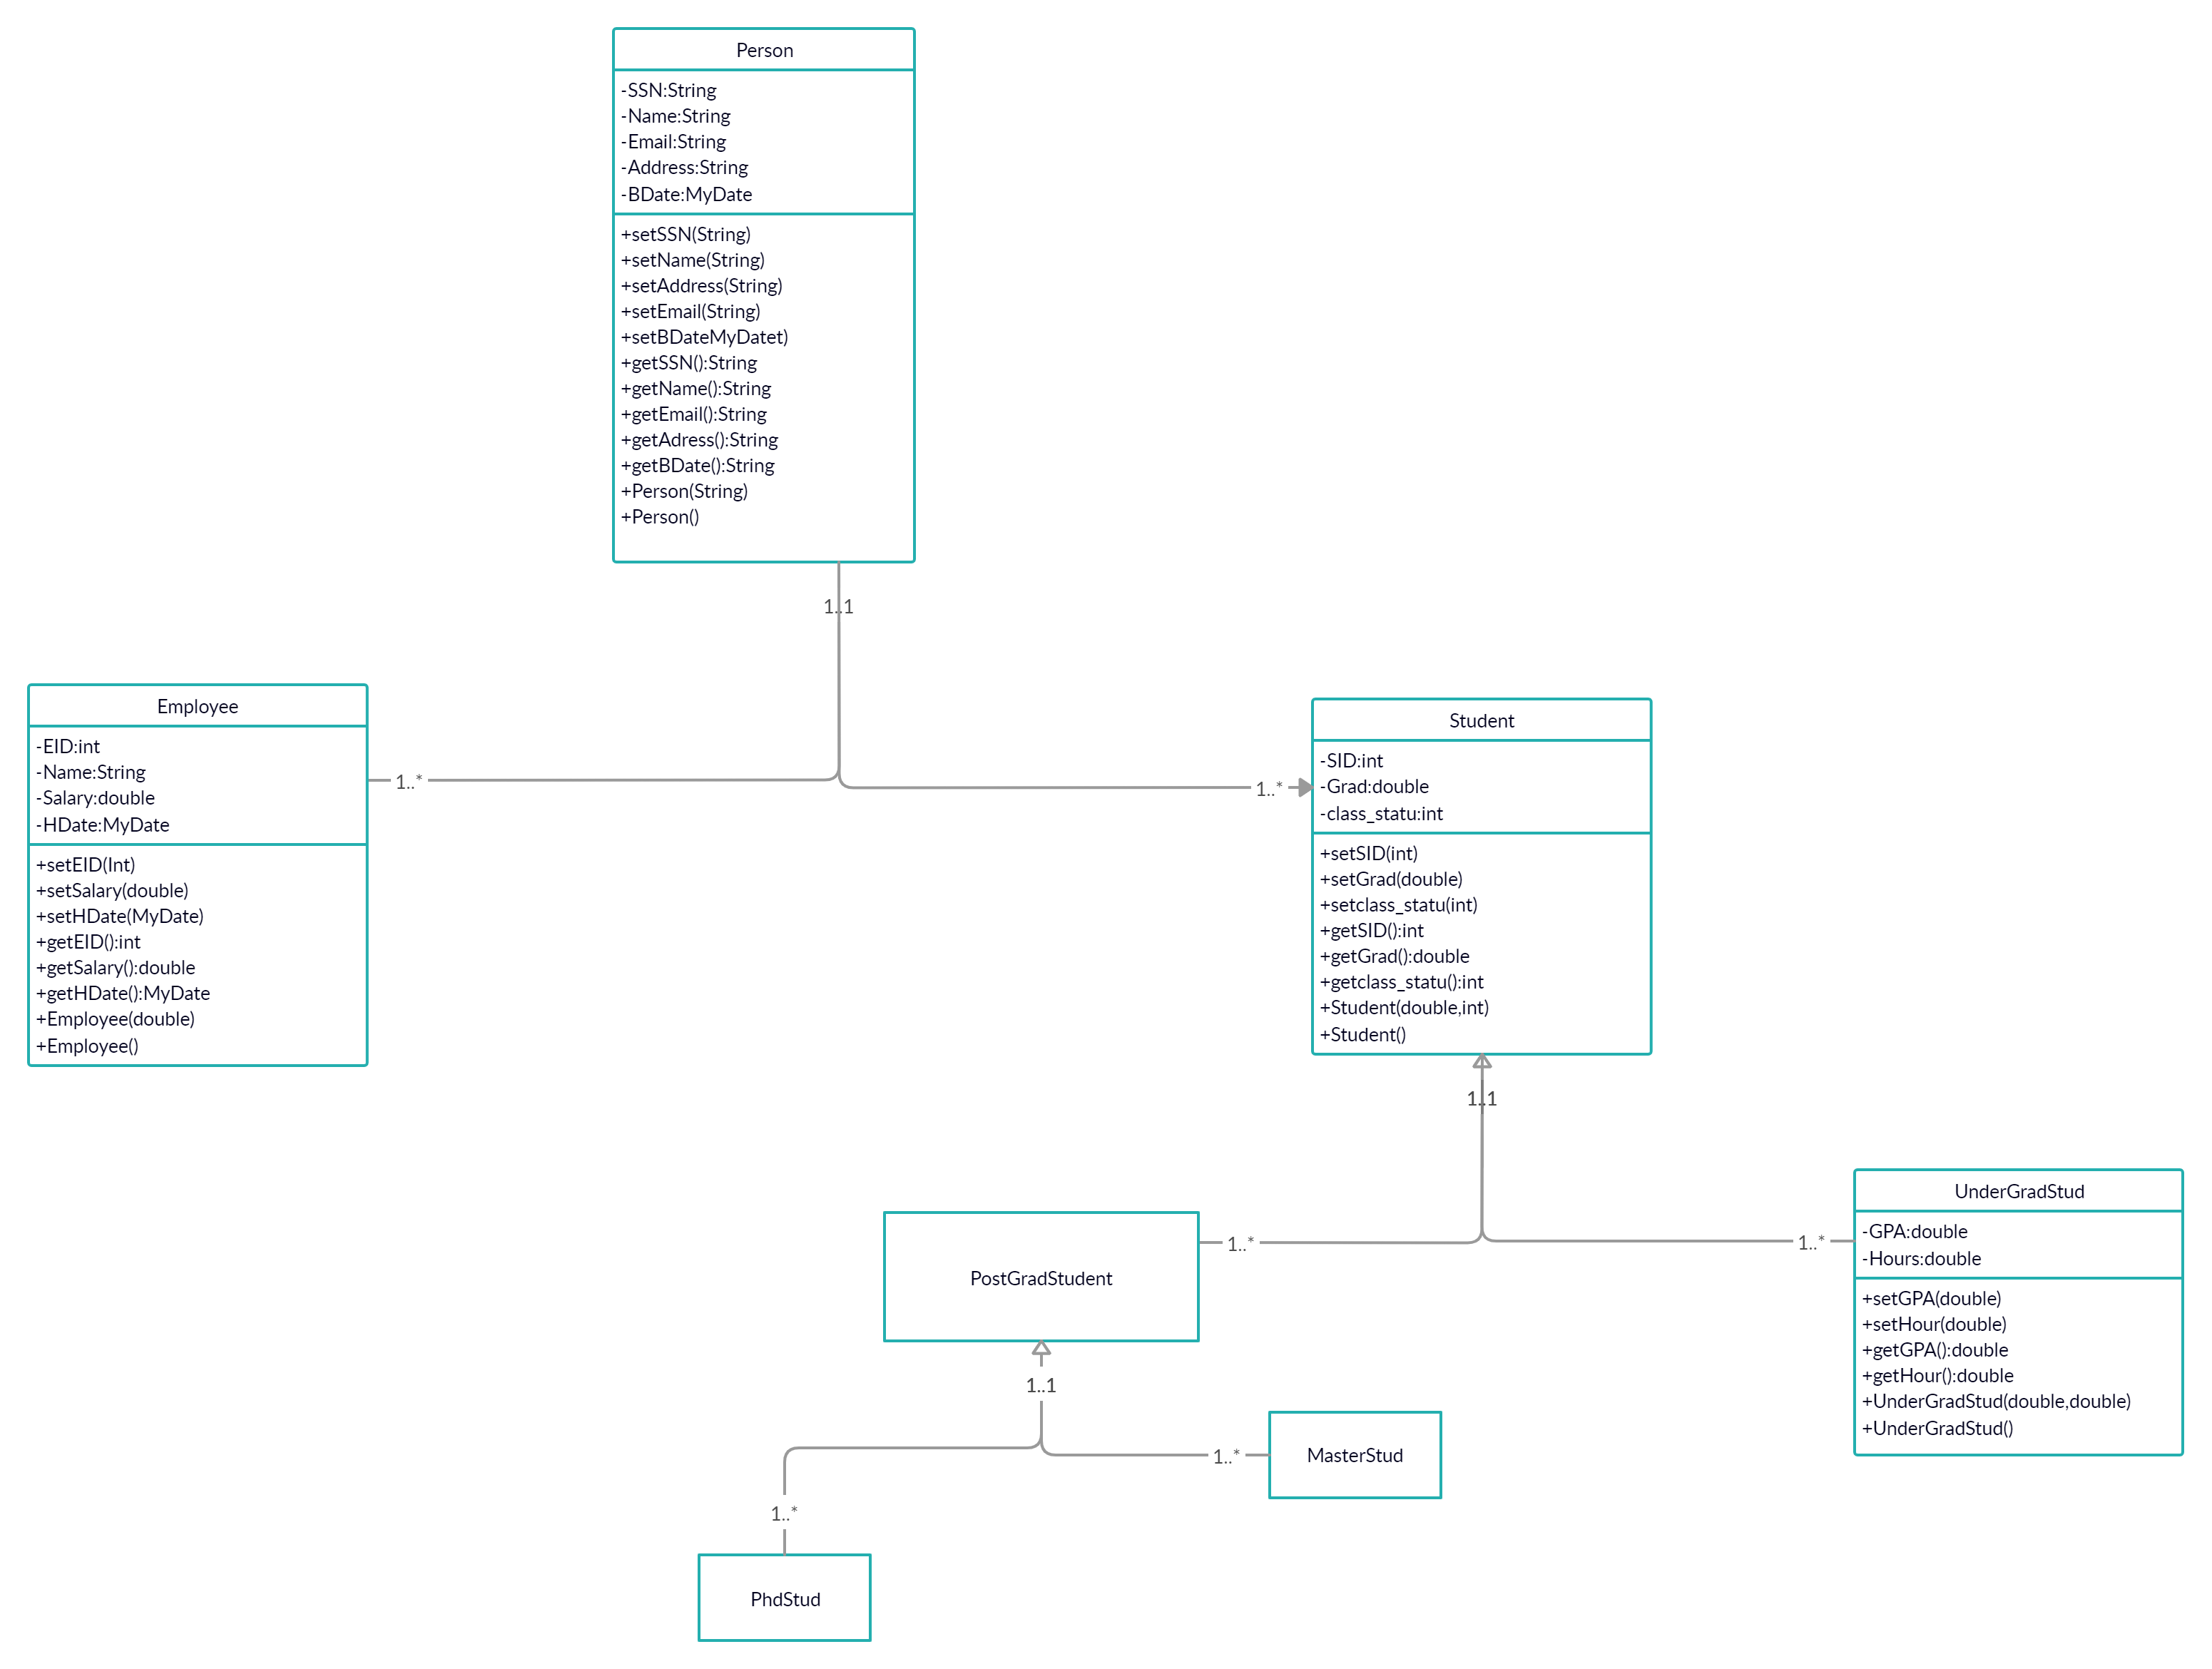 Person
-SSN:String
-Name:String
-Email:String
-Address:String
-BDate:MyDate
+setSSN(String)
+setName(String)
+setAddress(String)
+setEmail(String)
+setBDateMyDatet)
+getSSN():String
+getName():String
+getEmail():String
+getAdress():String
+getBDate():String
+Person(String)
+Person()
1..1
Employee
-EID:int
-Name:String
-Salary:double
-HDate:MyDate
+setEID(Int)
+setSalary(double)
+setHDate(MyDate)
+getEID():int
+getSalary():double
+getHDate():MyDate
+Employee(double)
+Employee()
1..*
1..*
Student
-SID:int
-Grad:double
-class_statu:int
+setSID(int)
+setGrad(double)
+setclass_statu(int)
+getSID():int
+getGrad():double
+getclass_statu():int
+Student(double,int)
+Student()
1..1
PostGradStudent
1..*
1..*
UnderGradStud
-GPA:double
-Hours:double
+setGPA(double)
+setHour(double)
+getGPA():double
+getHour():double
+UnderGradStud(double,double)
+UnderGradStud()
1..1
1..*
MasterStud
1..*
PhdStud